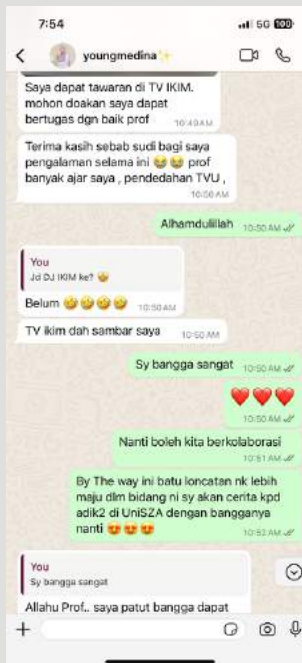 7:54
5G 100
youngmedina
Saya dapat tawaran di TV IKIM.
mohon doakan saya dapat
bertugas dgn baik prof
10:49 AM
Terima kasih sebab sudi bagi saya
pengalaman selama ini 😂😂 prof
banyak ajar saya , pendedahan TVU ,
10:50 AM
Alhamdulillah
10:50 AM
You
Jd DJ IKIM ke? 🤣
Belum 🤣🤣🤣🤣
10:50 AM
TV ikim dah sambar saya
10:50 AM
Sy bangga sangat
10:50 AM
❤️❤️❤️
10:50 AM
Nanti boleh kita berkolaborasi
10:51 AM
By The way ini batu loncatan nk lebih
maju dlm bidang ni sy akan cerita kpd
adik2 di UniSZA dengan bangganya
nanti 😍😍😍
10:52 AM
You
Sy bangga sangat
Allahu Prof.. saya patut bangga dapat